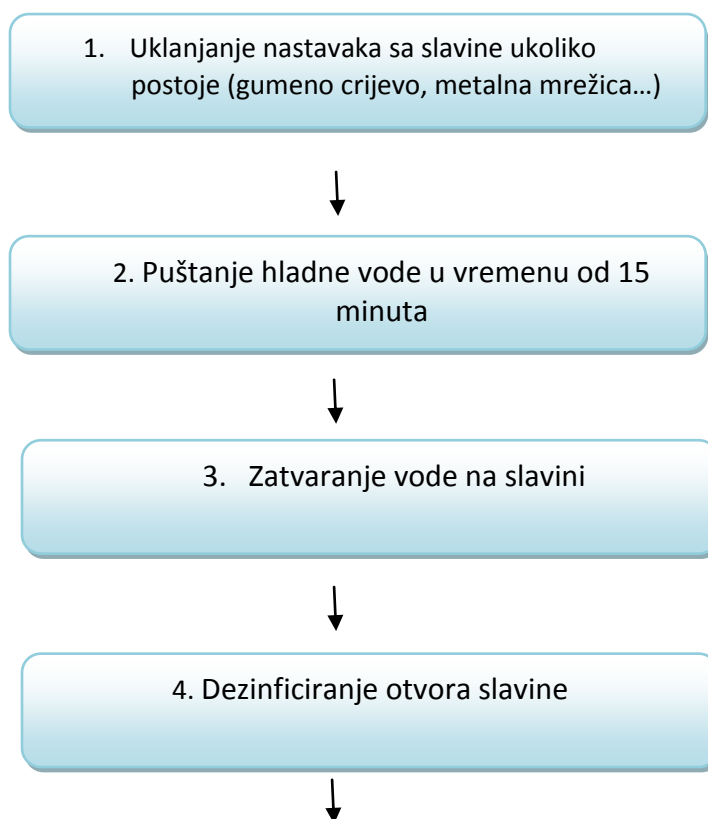 1. Uklanjanje nastavaka sa slavine ukoliko
postoje (gumeno crijevo, metalna mrežica…)
2. Puštanje hladne vode u vremenu od 15
minuta
3. Zatvaranje vode na slavini
4. Dezinficiranje otvora slavine